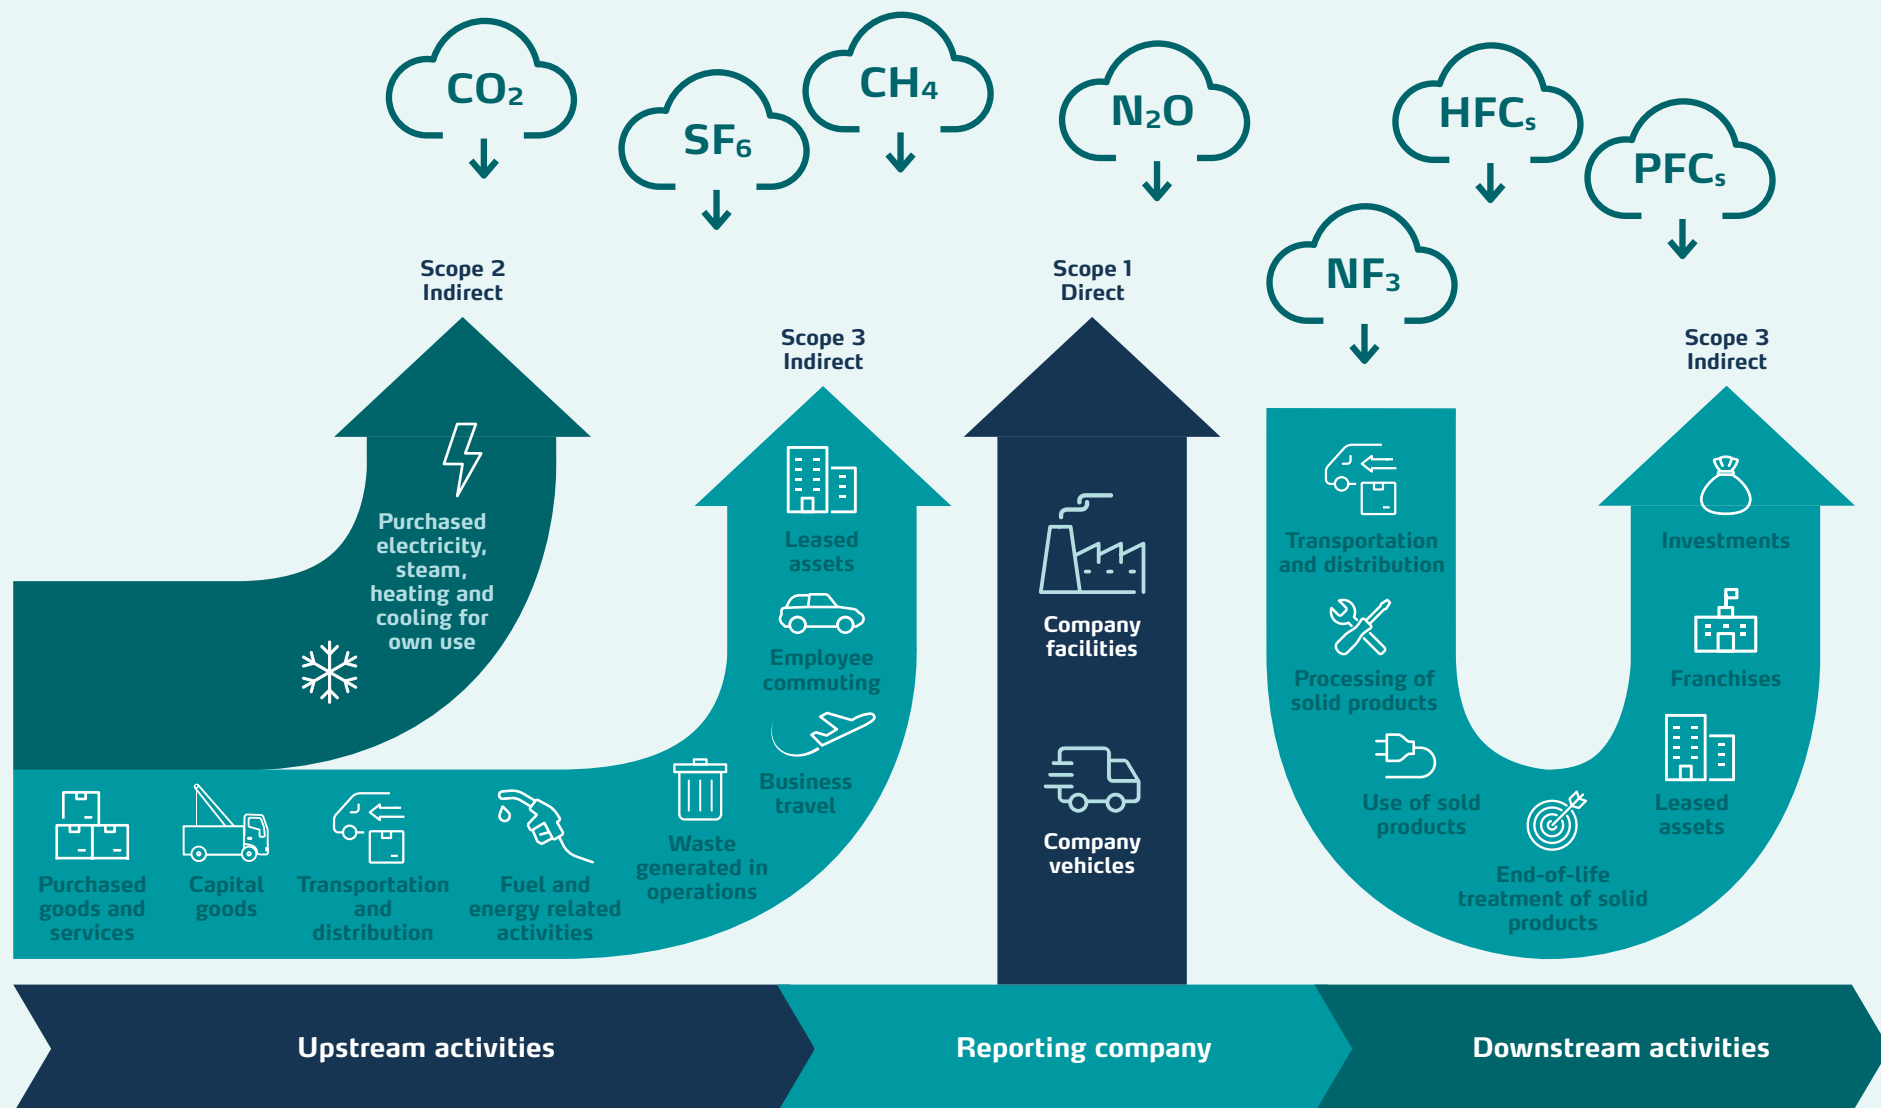 CO₂
SF₆
CH₄
N₂O
HFCs
PFCs
NF₃
Scope 2
Indirect
Purchased
electricity,
steam,
heating and
cooling for
own use
Scope 3
Indirect
Leased
assets
Employee
commuting
Business
travel
Waste
generated in
operations
Fuel and
energy related
activities
Transportation
and
distribution
Capital
goods
Purchased
goods and
services
Scope 1
Direct
Company
facilities
Company
vehicles
Transportation
and distribution
Processing of
solid products
Use of sold
products
End-of-life
treatment of solid
products
Scope 3
Indirect
Investments
Franchises
Leased
assets
Upstream activities
Reporting company
Downstream activities